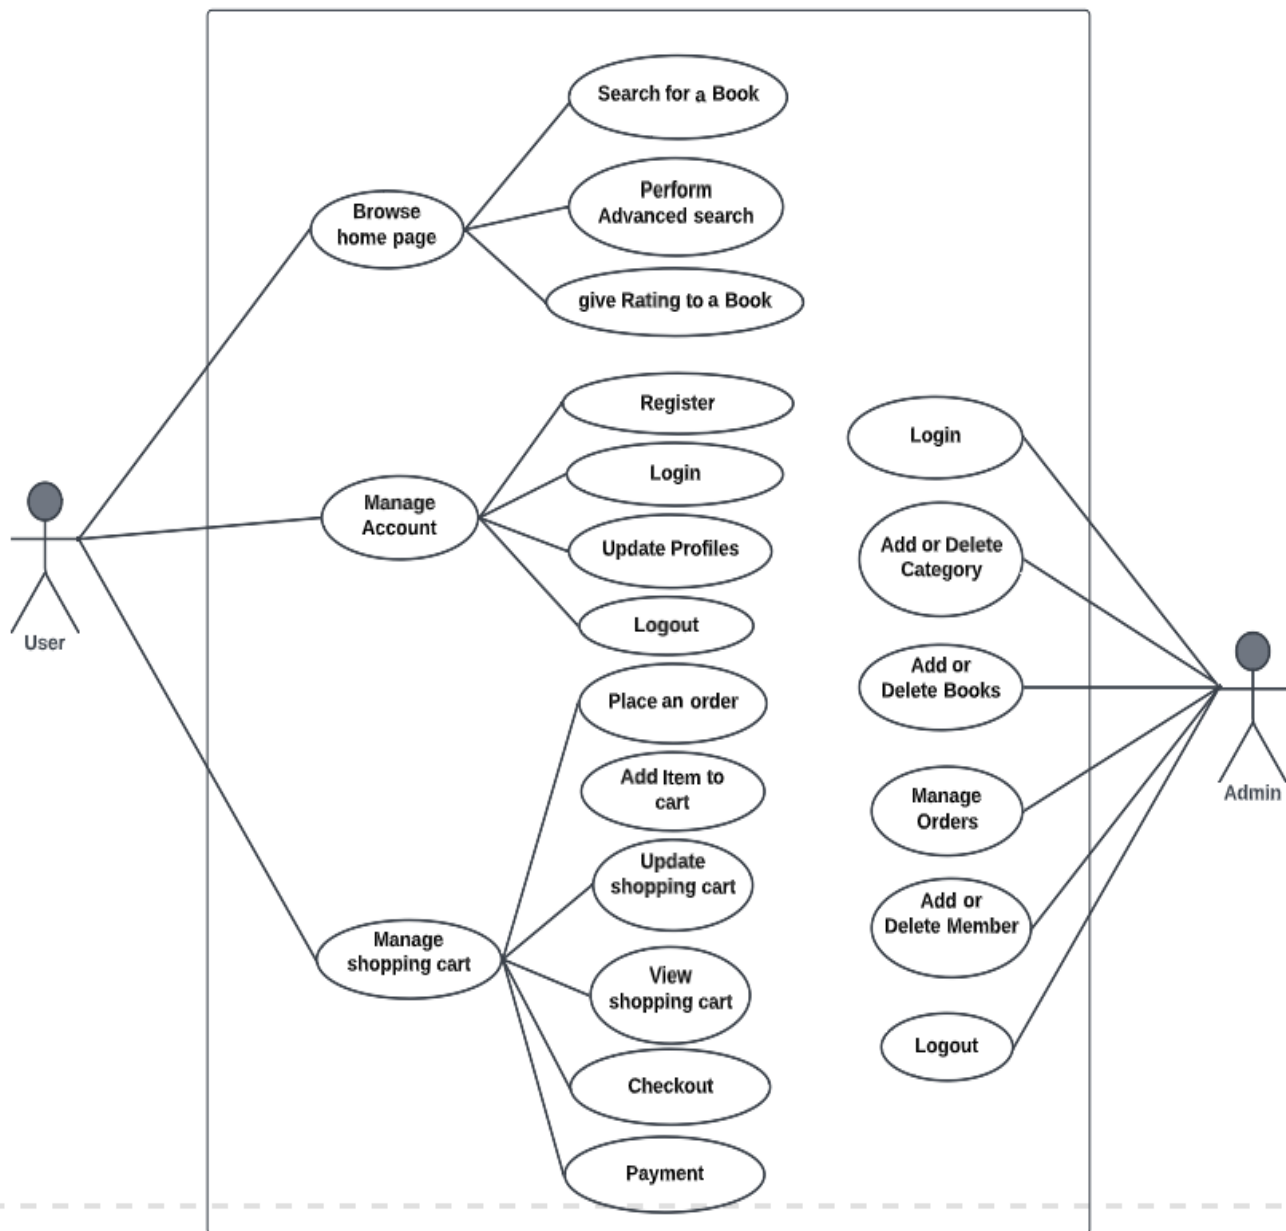 Search for a Book
Perform
Advanced search
Browse
home page
give Rating to a Book
Register
Login
Manage
Account
Update Profiles
Logout
User
Place an order
Add Item to
cart
Update
shopping cart
Manage
shopping cart
View
shopping cart
Checkout
Payment
Login
Add or Delete
Category
Add or
Delete Books
Manage
Orders
Add or
Delete Member
Logout
Admin